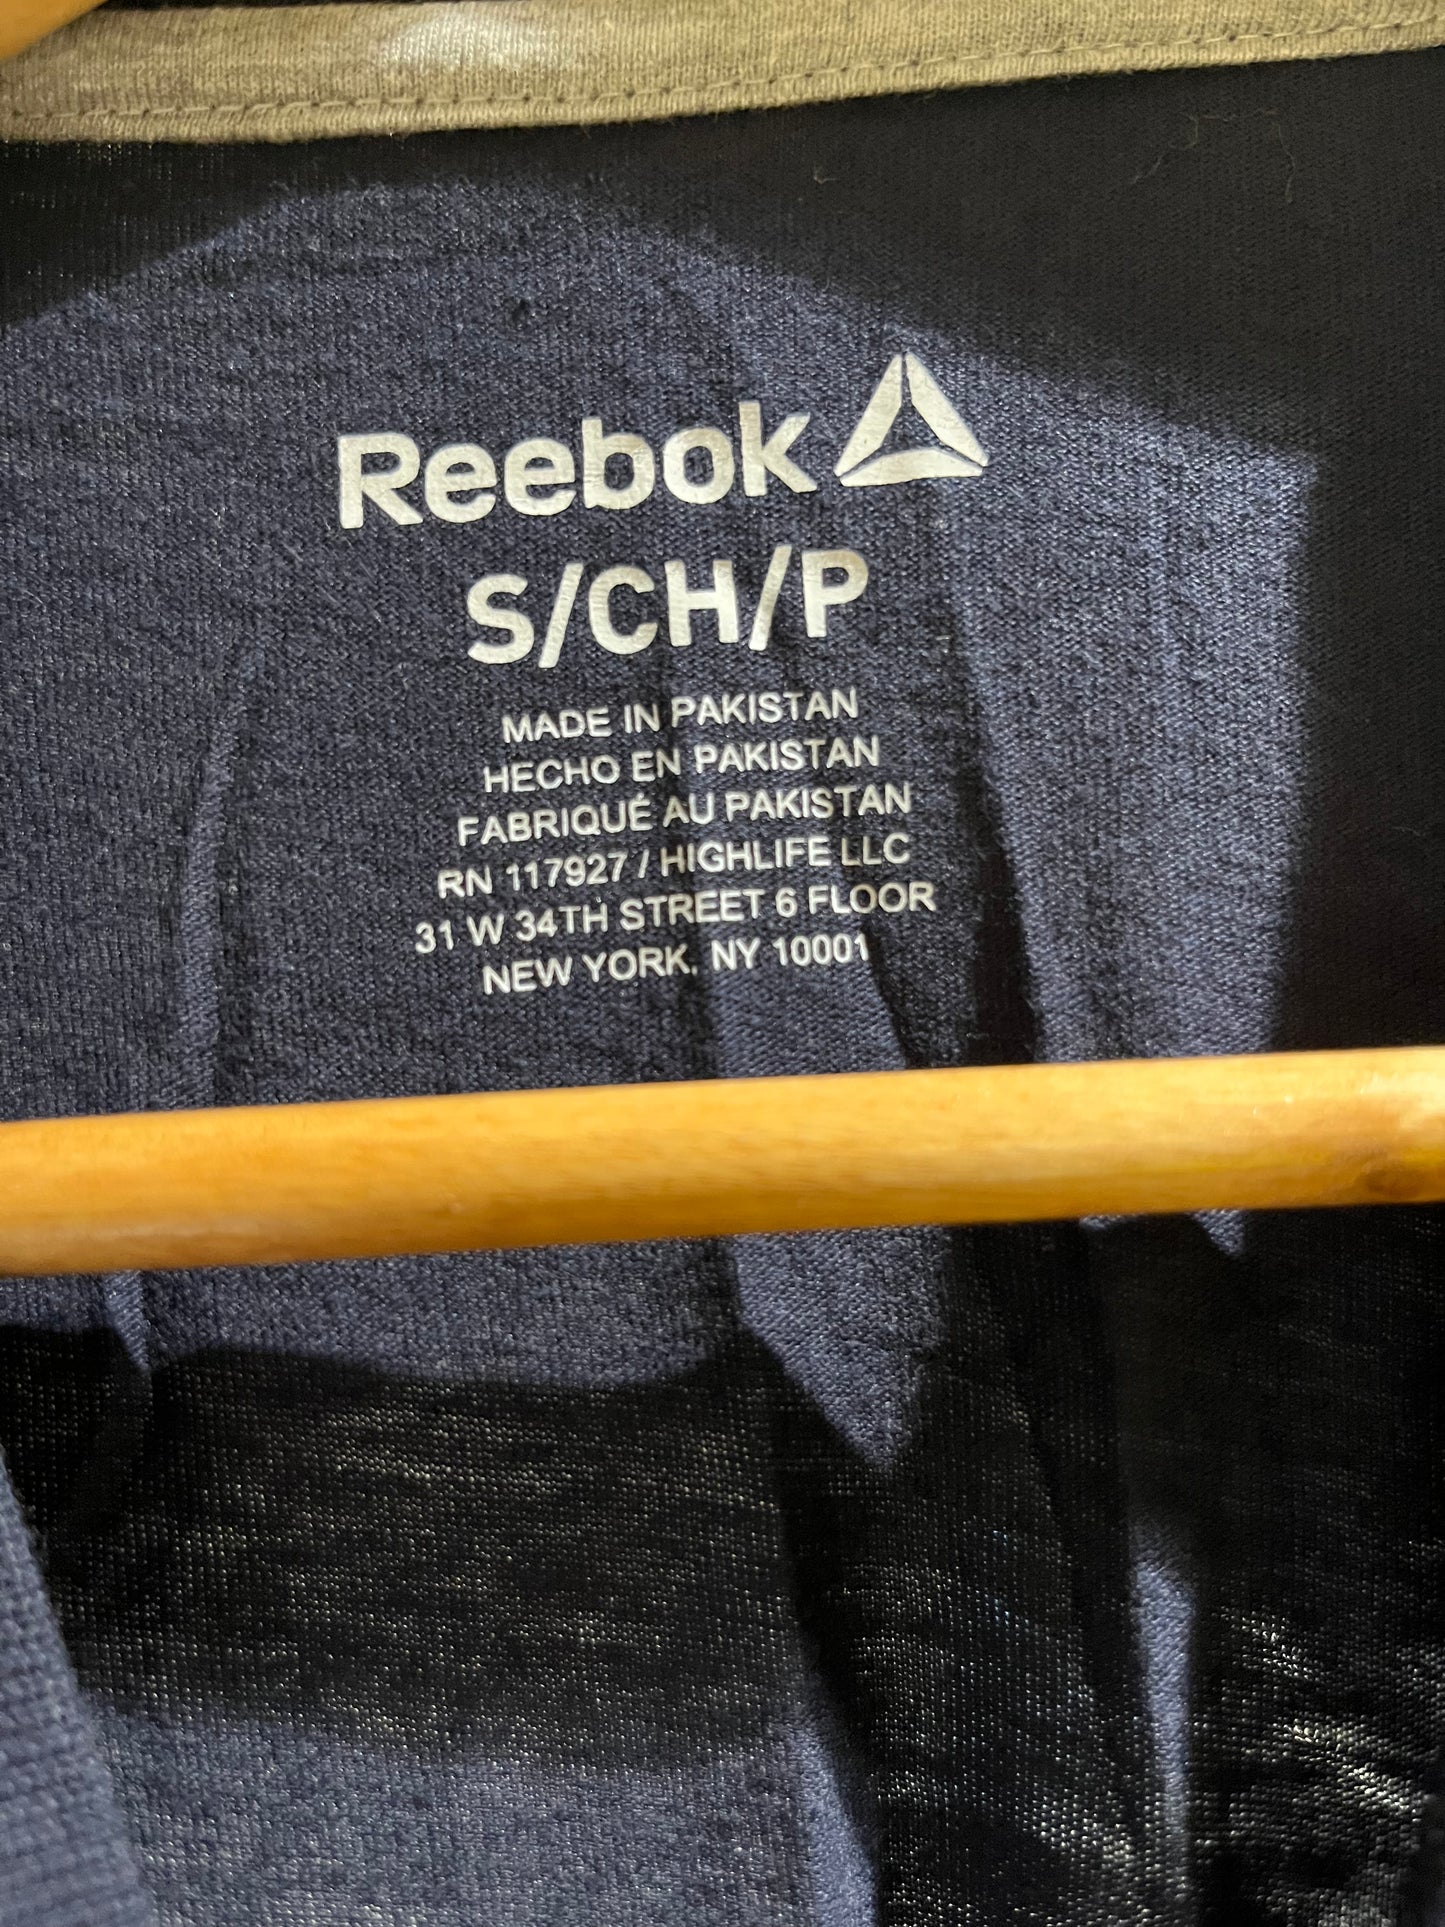 Reebok
S/CH/P
MADE IN PAKISTAN
HECHO EN PAKISTAN
FABRIQUÉ AU PAKISTAN
RN 117927 / HIGHLIFE LLC
31 W 34TH STREET 6 FLOOR
NEW YORK, NY 10001